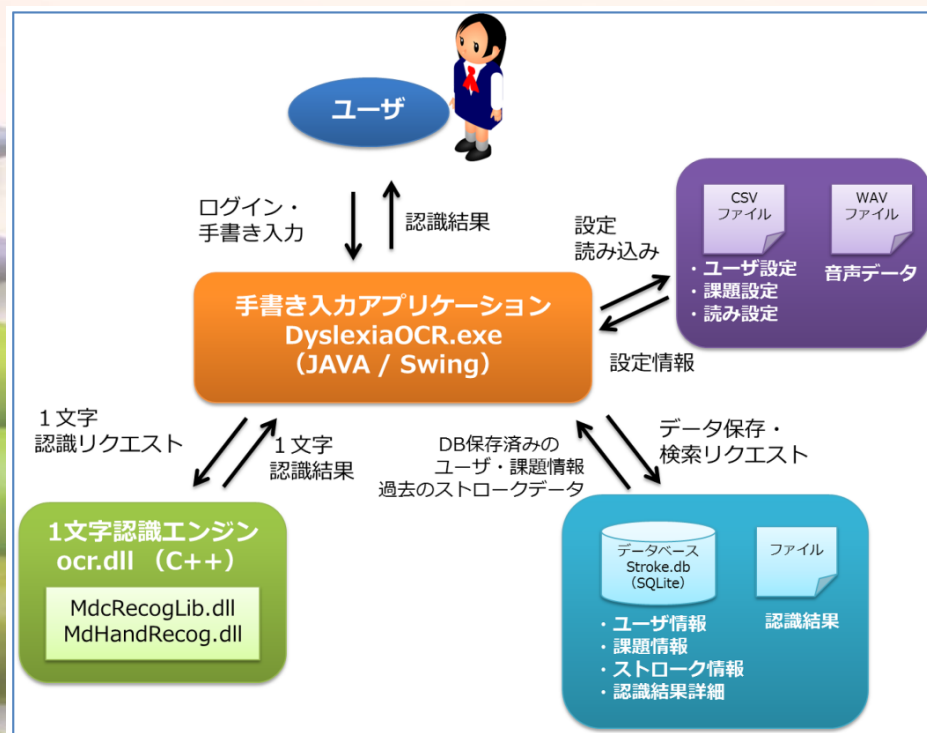 ユーザ
ログイン・
手書き入力
認識結果
設定
読み込み
CSV
ファイル
WAV
ファイル
・ユーザ設定
・課題設定
・読み設定
音声データ
手書き入力アプリケーション
DyslexiaOCR.exe
（JAVA / Swing）
設定情報
１文字
認識リクエスト
１文字
認識結果
DB保存済みの
ユーザ・課題情報
過去のストロークデータ
データ保存・
検索リクエスト
1文字認識エンジン
ocr.dll （C++）
MdcRecogLib.dll
MdHandRecog.dll
データベース
Stroke.db
（SQLite）
ファイル
・ユーザ情報
・課題情報
・ストローク情報
・認識結果詳細
認識結果